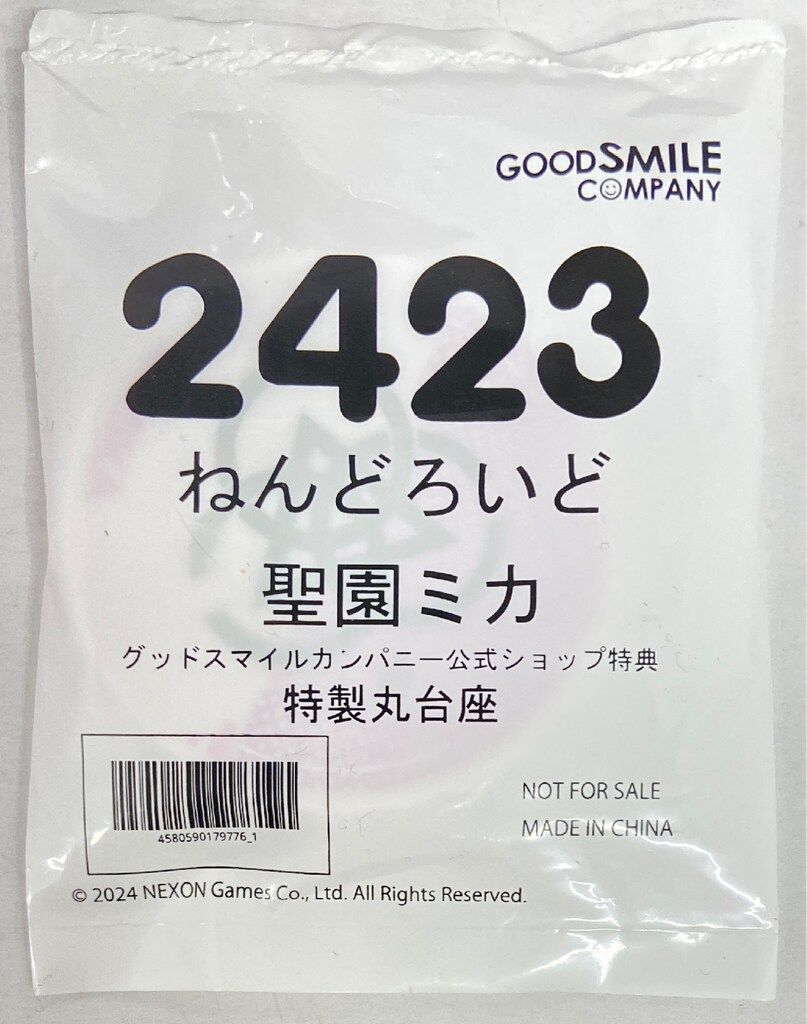 GOODSMILE
COMPANY
2423
ねんどろいど
聖園ミカ
グッドスマイルカンパニー公式ショップ特典
特製丸台座
4580590179776_1
NOT FOR SALE
MADE IN CHINA
© 2024 NEXON Games Co., Ltd. All Rights Reserved.